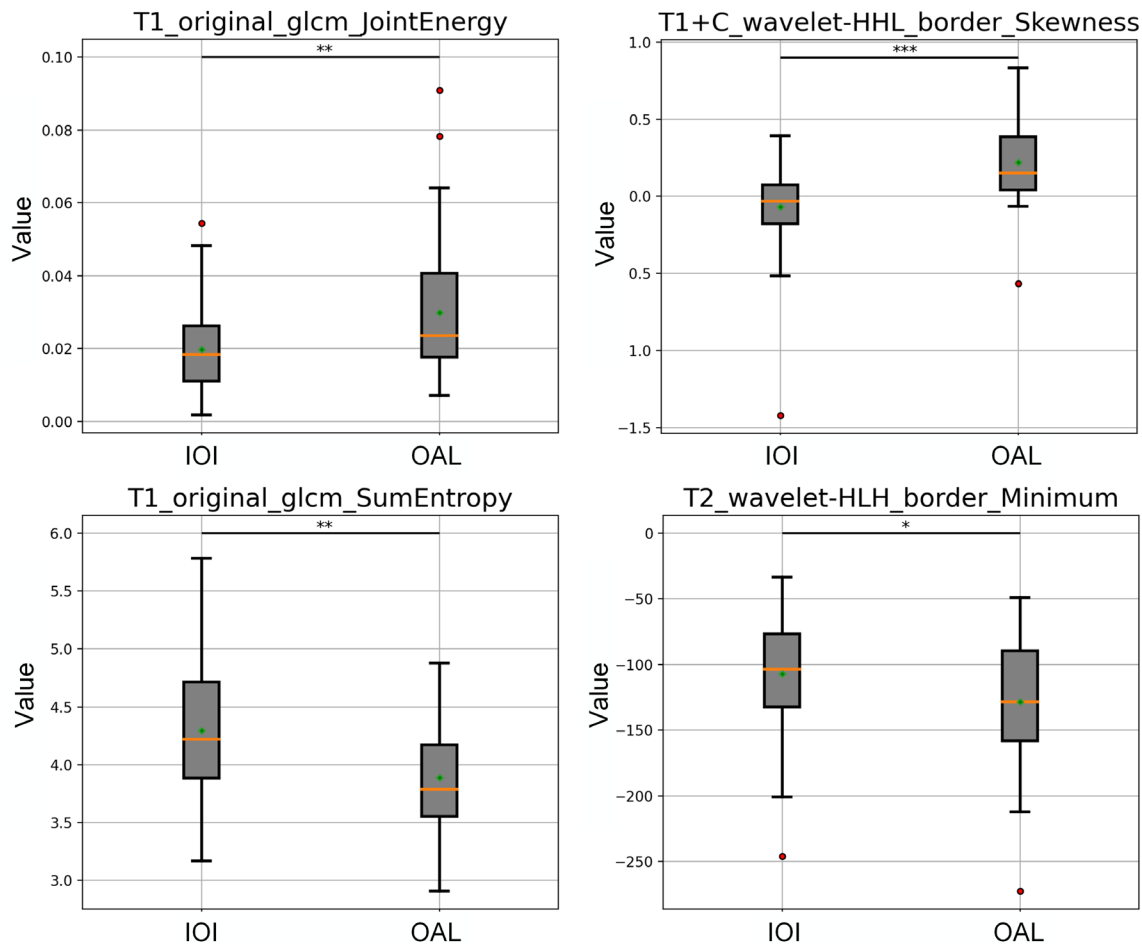 T1_original_glcm_JointEnergy
**
0.10
0.08
0.06
0.04
0.02
0.00
Value
IOI OAL
T1+C_wavelet-HHL_border_Skewness
***
1.0
0.5
0.0
0.5
1.0
−1.5
Value
IOI OAL
T1_original_glcm_SumEntropy
**
6.0
5.5
5.0
4.5
4.0
3.5
3.0
Value
IOI OAL
T2_wavelet-HLH_border_Minimum
*
0
−50
−100
−150
−200
−250
Value
IOI OAL